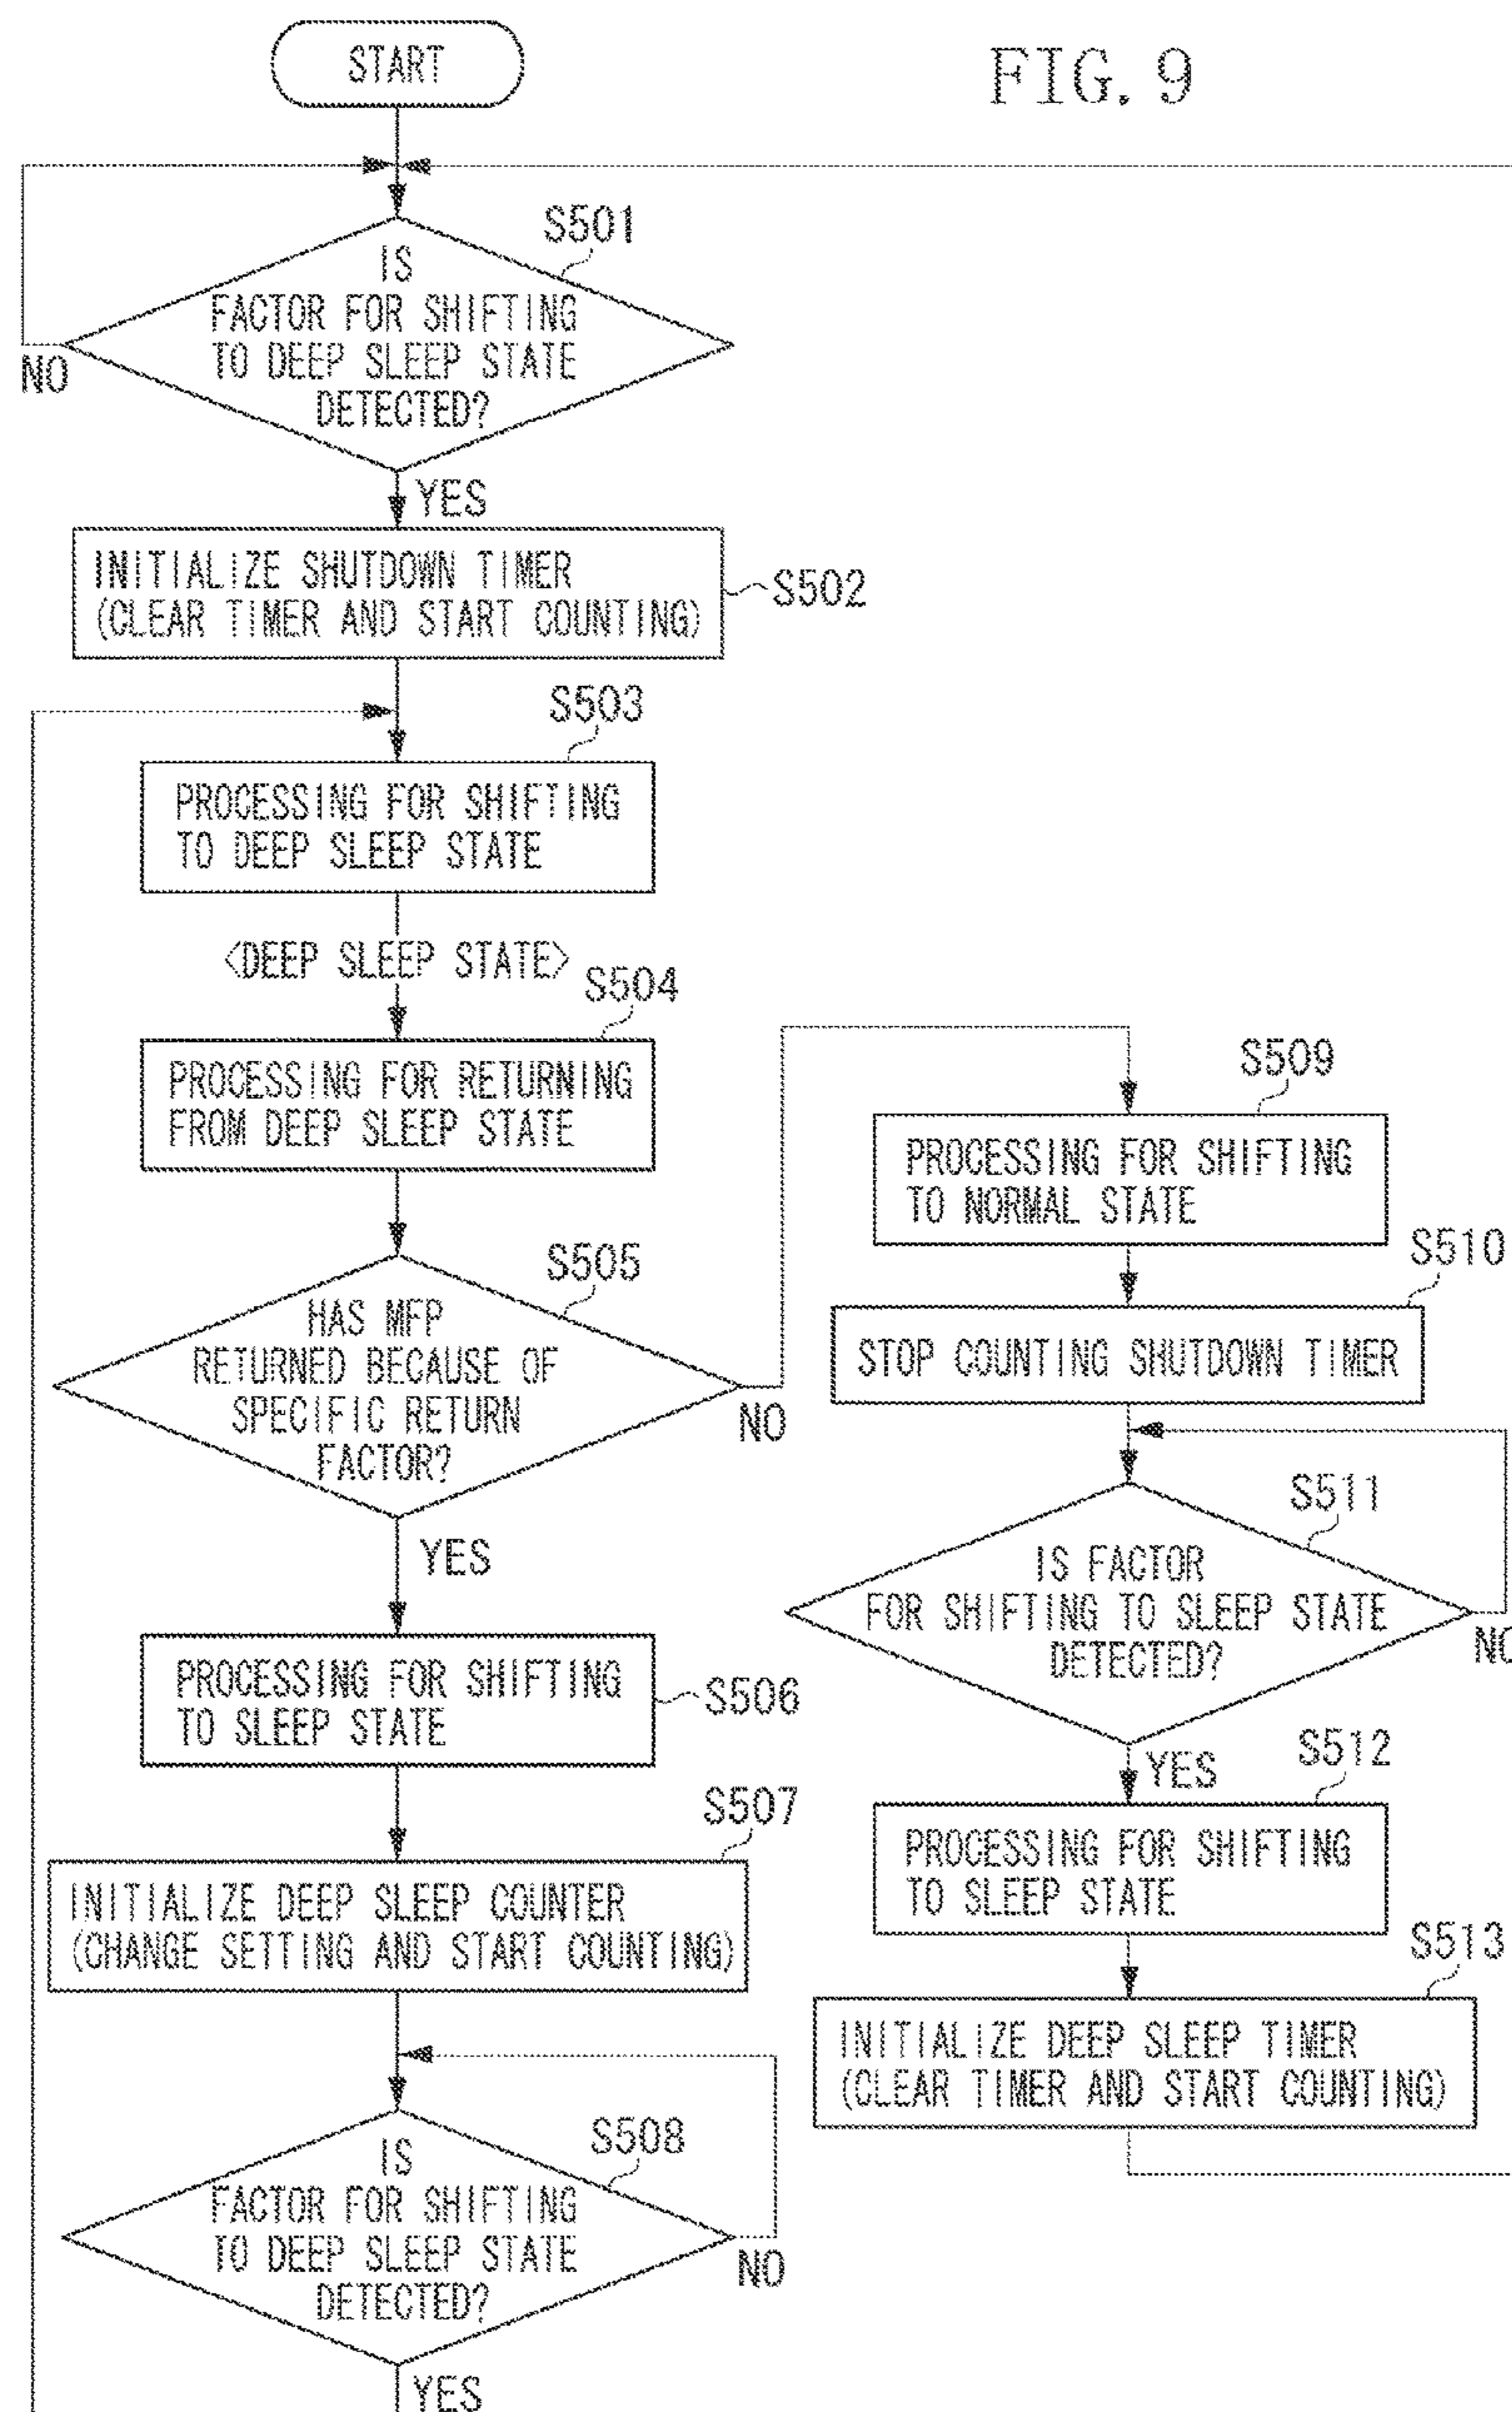 START
FIG. 9
S501
IS
FACTOR FOR SHIFTING
TO DEEP SLEEP STATE
DETECTED?
NO
YES
INITIALIZE SHUTDOWN TIMER
(CLEAR TIMER AND START COUNTING)
S502
S503
PROCESSING FOR SHIFTING
TO DEEP SLEEP STATE
<DEEP SLEEP STATE>
S504
PROCESSING FOR RETURNING
FROM DEEP SLEEP STATE
S505
HAS MFP
RETURNED BECAUSE OF
SPECIFIC RETURN
FACTOR?
NO
YES
PROCESSING FOR SHIFTING
TO SLEEP STATE
S506
S507
INITIALIZE DEEP SLEEP COUNTER
(CHANGE SETTING AND START COUNTING)
S508
IS
FACTOR FOR SHIFTING
TO DEEP SLEEP STATE
DETECTED?
NO
YES
S509
PROCESSING FOR SHIFTING
TO NORMAL STATE
S510
STOP COUNTING SHUTDOWN TIMER
S511
IS FACTOR
FOR SHIFTING TO SLEEP STATE
DETECTED?
NO
YES
S512
PROCESSING FOR SHIFTING
TO SLEEP STATE
S513
INITIALIZE DEEP SLEEP TIMER
(CLEAR TIMER AND START COUNTING)